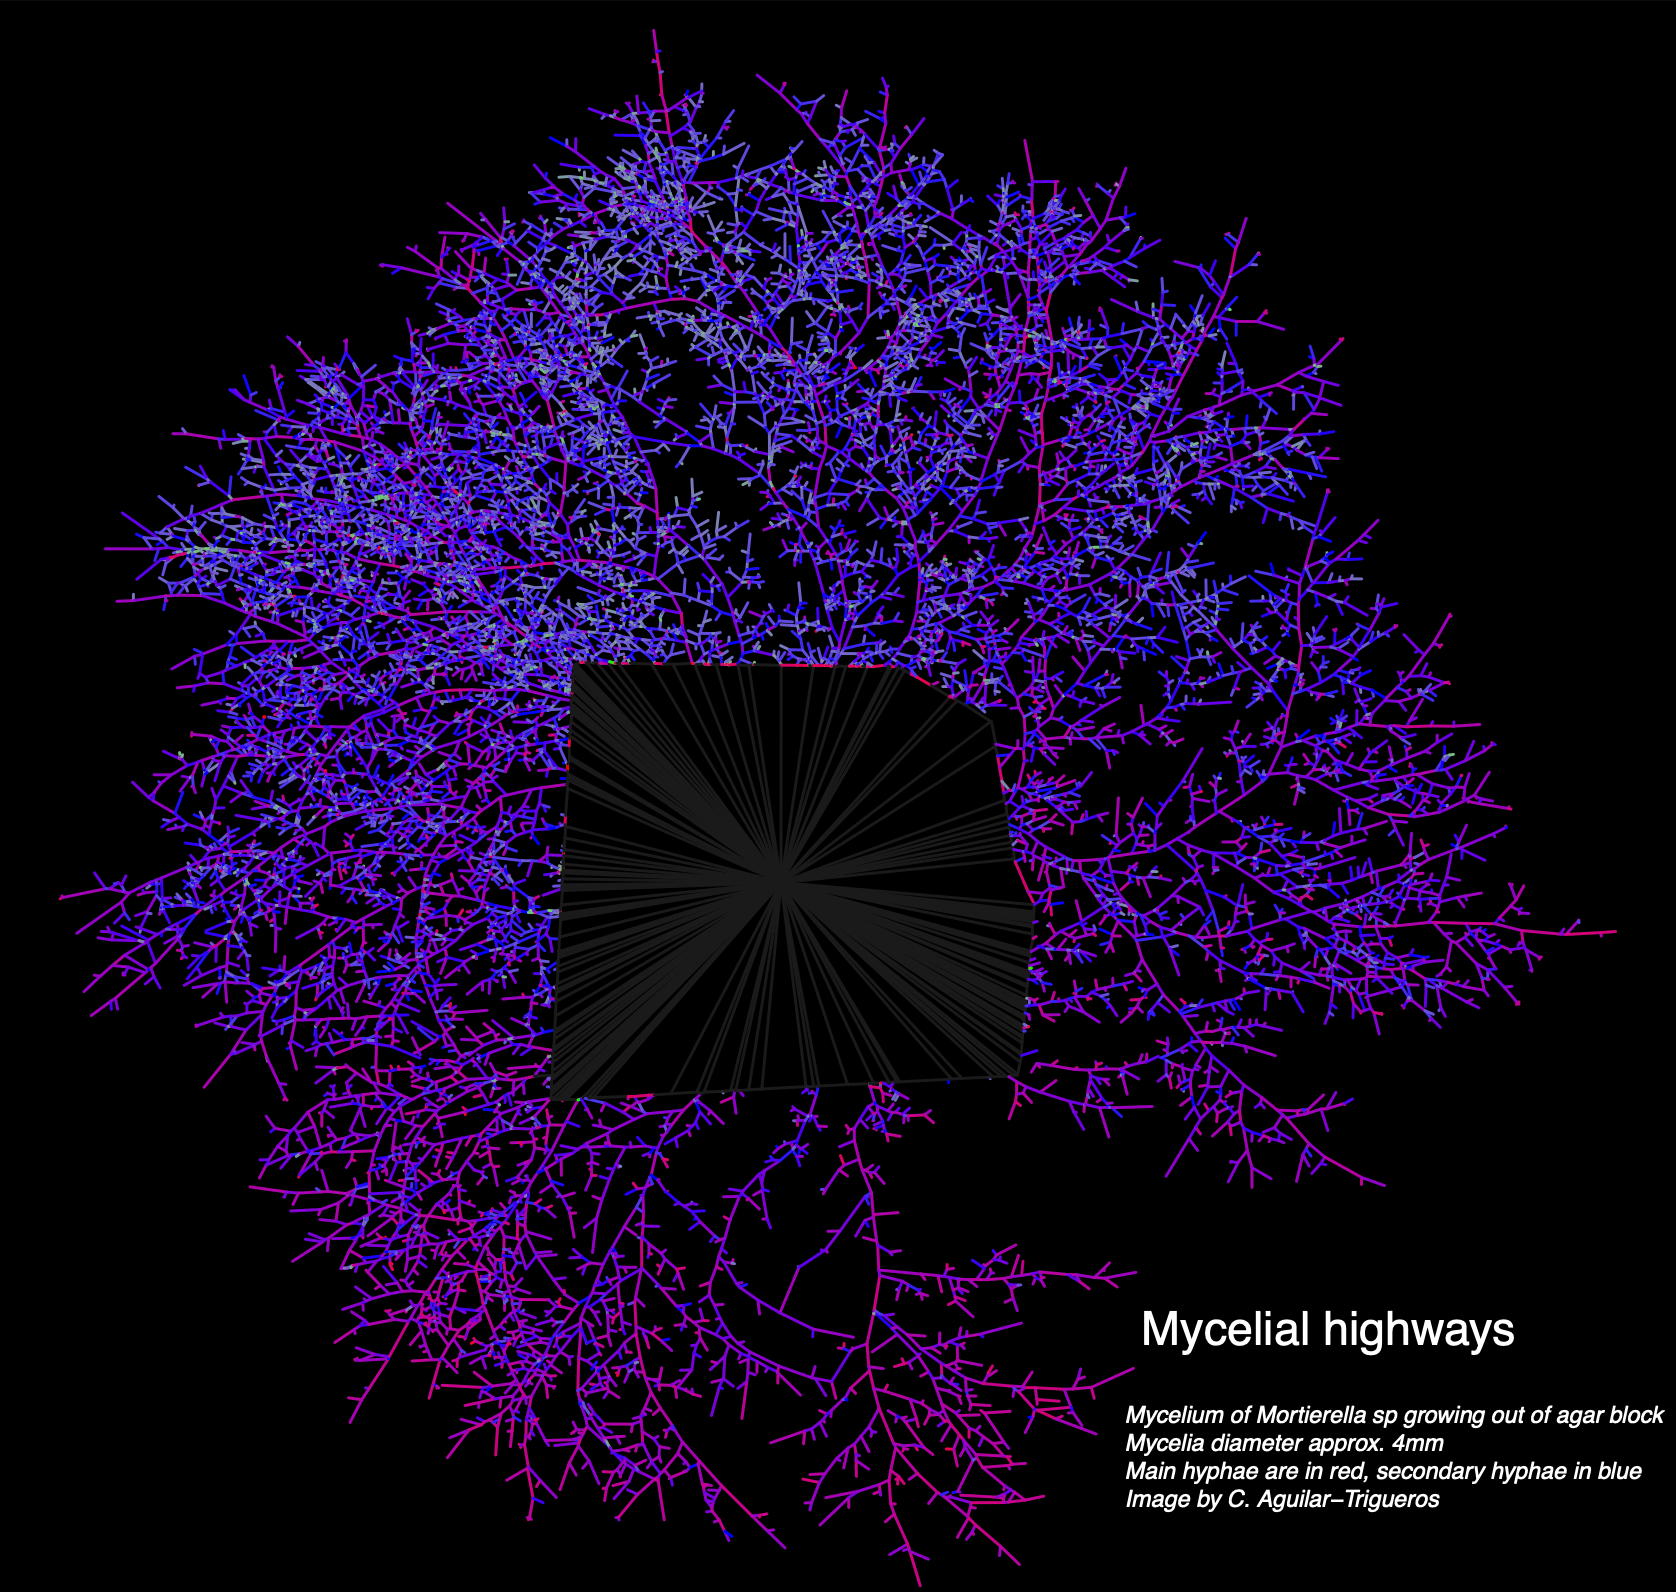 Mycelial highways
Mycelium of Mortierella sp growing out of agar block
Mycelia diameter approx. 4mm
Main hyphae are in red, secondary hyphae in blue
Image by C. Aguilar–Trigueros